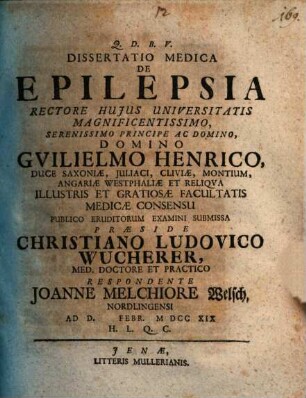 12.
169.
Q. D. B. V.
DISSERTATIO MEDICA
DE
EPILEPSIA
RECTORE HUJUS UNIVERSITATIS
MAGNIFICENTISSIMO,
SERENISSIMO PRINCIPE AC DOMINO,
DOMINO
GVILIELMO HENRICO,
DUCE SAXONIÆ, JULIACI, CLIVIÆ, MONTIUM,
ANGARIÆ WESTPHALIÆ ET RELIQVA
ILLUSTRIS ET GRATIOSÆ FACULTATIS
MEDICÆ CONSENSU
PUBLICO ERUDITORUM EXAMINI SUBMISSA
PRÆSIDE
CHRISTIANO LUDOVICO
WUCHERER,
MED. DOCTORE ET PRACTICO
RESPONDENTE
JOANNE MELCHIORE Welsch,
NORDLINGENSI
AD D. FEBR. M DCC XIX
H. L. Q. C.
JENÆ,
LITTERIS MULLERIANIS.